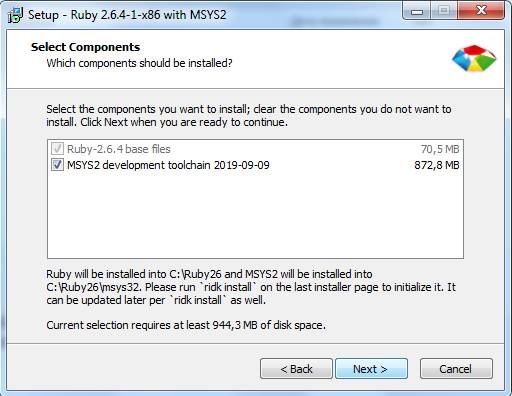 Setup - Ruby 2.6.4-1-x86 with MSYS2
Select Components
Which components should be installed?
Select the components you want to install; clear the components you do not want to
install. Click Next when you are ready to continue.
Ruby-2.6.4 base files 70,5 MB
MSYS2 development toolchain 2019-09-09 872,8 MB
Ruby will be installed into C:\Ruby26 and MSYS2 will be installed into
C:\Ruby26\msys32. Please run `ridk install` on the last installer page to initialize it. It
can be updated later per `ridk install` as well.
Current selection requires at least 944,3 MB of disk space.
< Back Next > Cancel